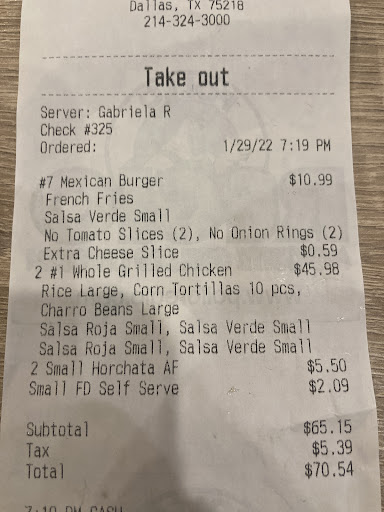 Dallas, TX 75218
214-324-3000
Take out
Server: Gabriela R
Check #325
Ordered: 1/29/22 7:19 PM
#7 Mexican Burger $10.99
French Fries
Salsa Verde Small
No Tomato Slices (2), No Onion Rings (2)
Extra Cheese Slice $0.59
2 #1 Whole Grilled Chicken $45.98
Rice Large, Corn Tortillas 10 pcs,
Charro Beans Large
Salsa Roja Small, Salsa Verde Small
Salsa Roja Small, Salsa Verde Small
2 Small Horchata AF $5.50
Small FD Self Serve $2.09
Subtotal $65.15
Tax $5.39
Total $70.54
7:19 PM CASH